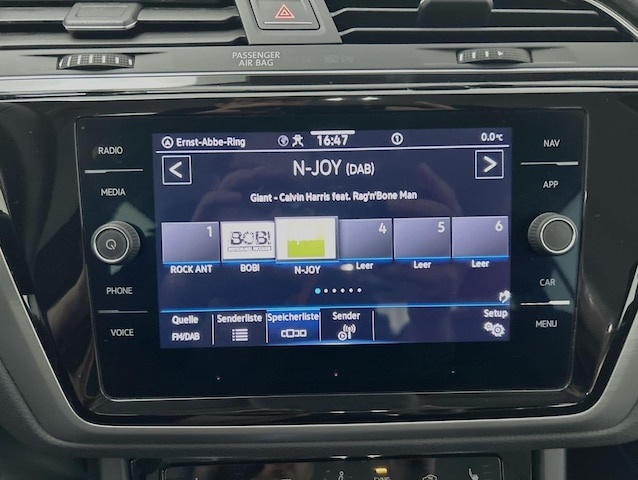 PASSENGER
AIR BAG
RADIO
MEDIA
PHONE
VOICE
Ernst-Abbe-Ring
16:47
0.0°C
N-JOY (DAB)
Giant - Calvin Harris feat. Rag'n'Bone Man
1
4
5
6
BOB!
ROCK ANT
BOBI
N-JOY
Leer
Leer
Leer
Quelle
FM/DAB
Senderliste
Speicherliste
Sender
Setup
NAV
APP
CAR
MENU